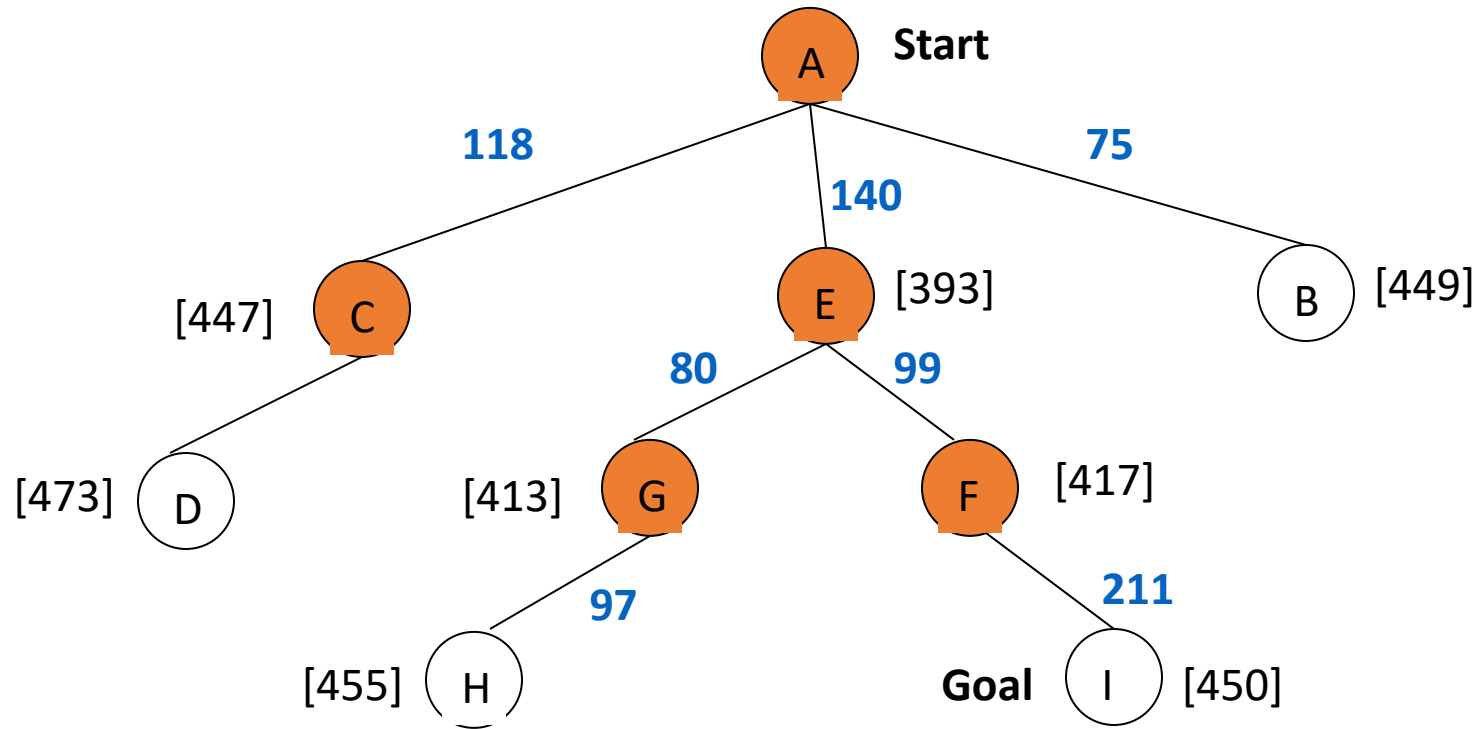 A Start
118
75
140
[447] C
E [393]
B [449]
80
99
[473] D
[413] G
F [417]
97
211
[455] H
Goal I [450]